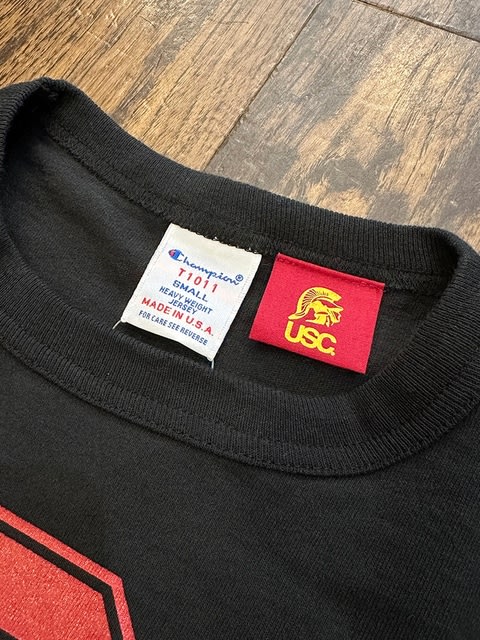 Champion®
T1011
SMALL
HEAVY WEIGHT
JERSEY
MADE IN U.S.A.
FOR CARE SEE REVERSE
USC.